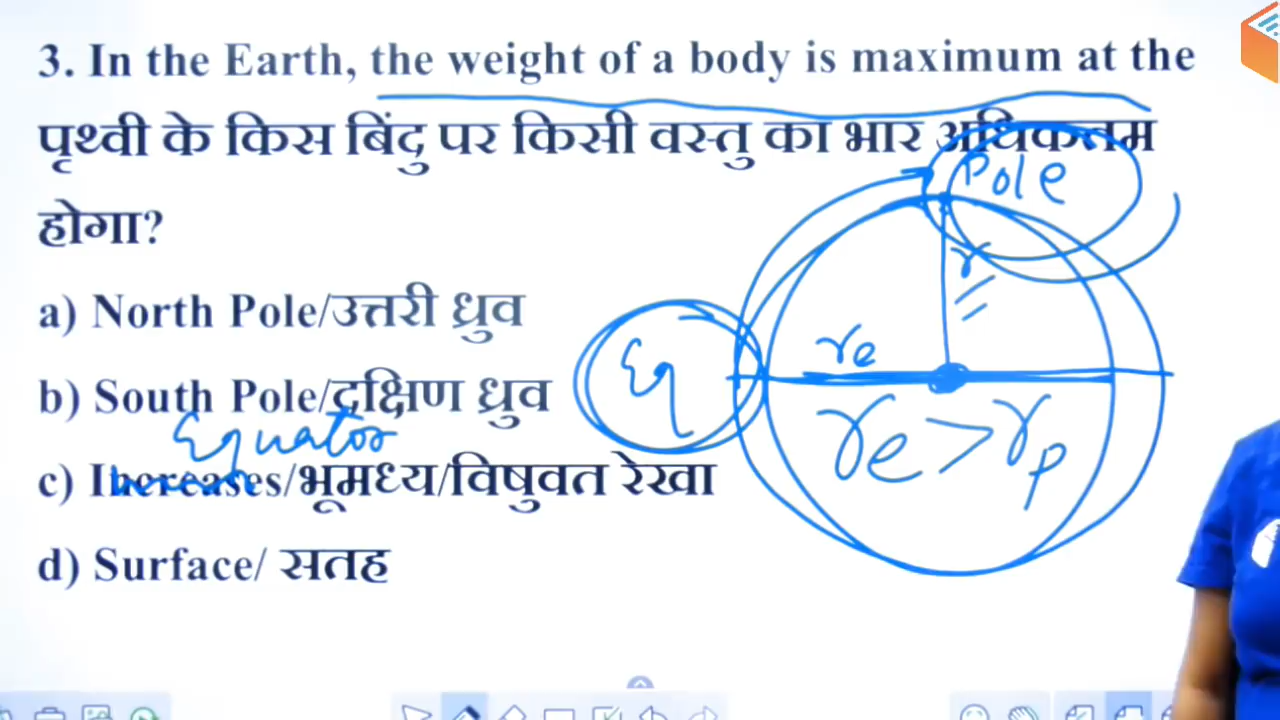 3. In the Earth, the weight of a body is maximum at the
पृथ्वी के किस बिंदु पर किसी वस्तु का भार अधिकतम
होगा?
Pole
a) North Pole/उत्तरी ध्रुव
r
re
Eq
b) South Pole/दक्षिण ध्रुव
re > rp
Equator
c) Increases/भूमध्य/विषुवत रेखा
d) Surface/ सतह